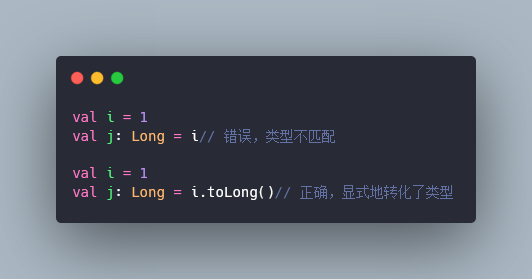 val i = 1
val j: Long = i// 错误，类型不匹配
val i = 1
val j: Long = i.toLong()// 正确，显式地转化了类型